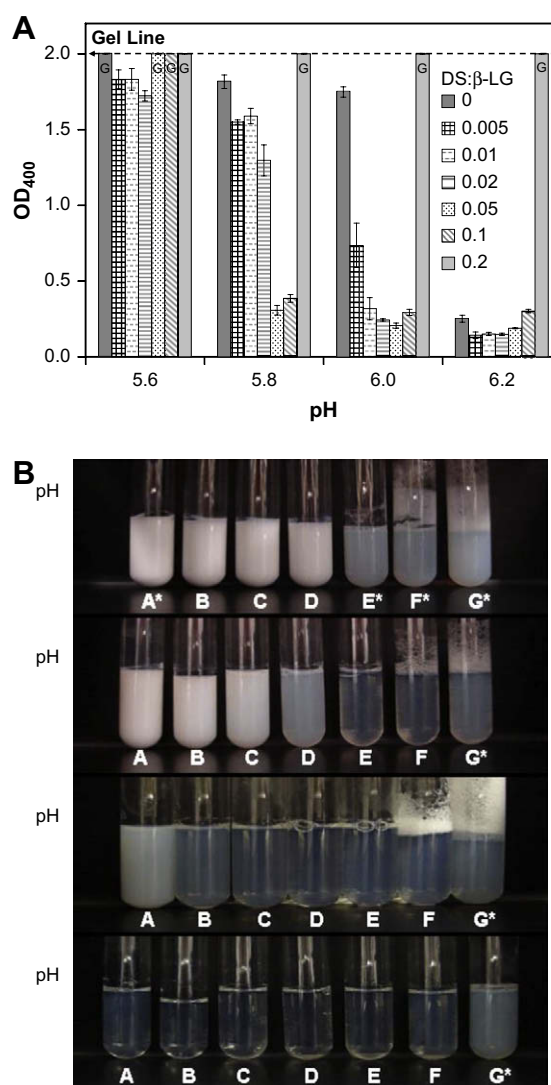 A
Gel Line
2.0
1.5
1.0
0.5
0.0
OD400
G G G G G G G
DS:β-LG
0
0.005
0.01
0.02
0.05
0.1
0.2
5.6 5.8 6.0 6.2
pH
B
pH
A* B C D E* F* G*
pH
A B C D E F G*
pH
A B C D E F G*
pH
A B C D E F G*